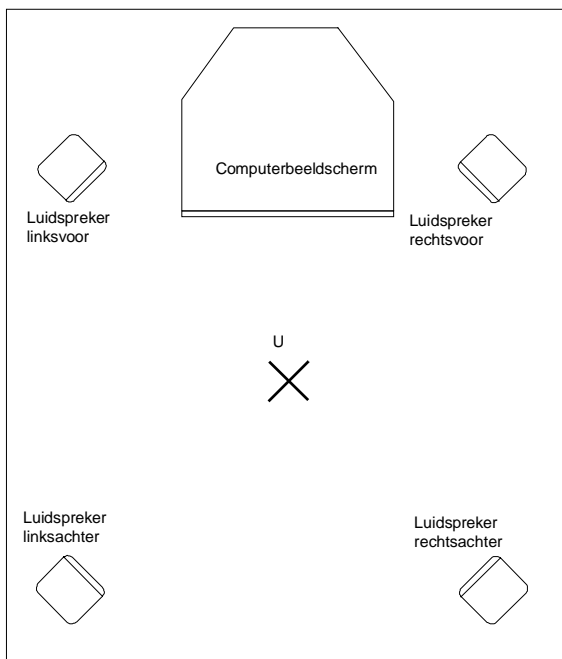 Computerbeeldscherm
Luidspreker
linksvoor
Luidspreker
rechtsvoor
U
Luidspreker
linksachter
Luidspreker
rechtsachter